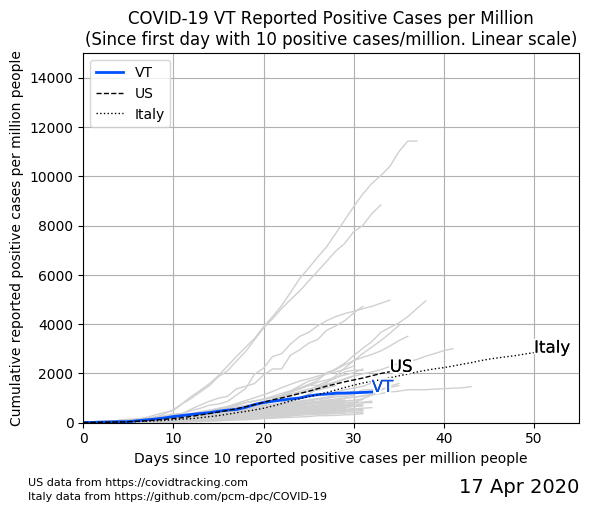 COVID-19 VT Reported Positive Cases per Million
(Since first day with 10 positive cases/million. Linear scale)
Cumulative reported positive cases per million people
14000
12000
10000
8000
6000
4000
2000
0
VT
US
Italy
US
VT
Italy
0 10 20 30 40 50
Days since 10 reported positive cases per million people
US data from https://covidtracking.com
Italy data from https://github.com/pcm-dpc/COVID-19
17 Apr 2020